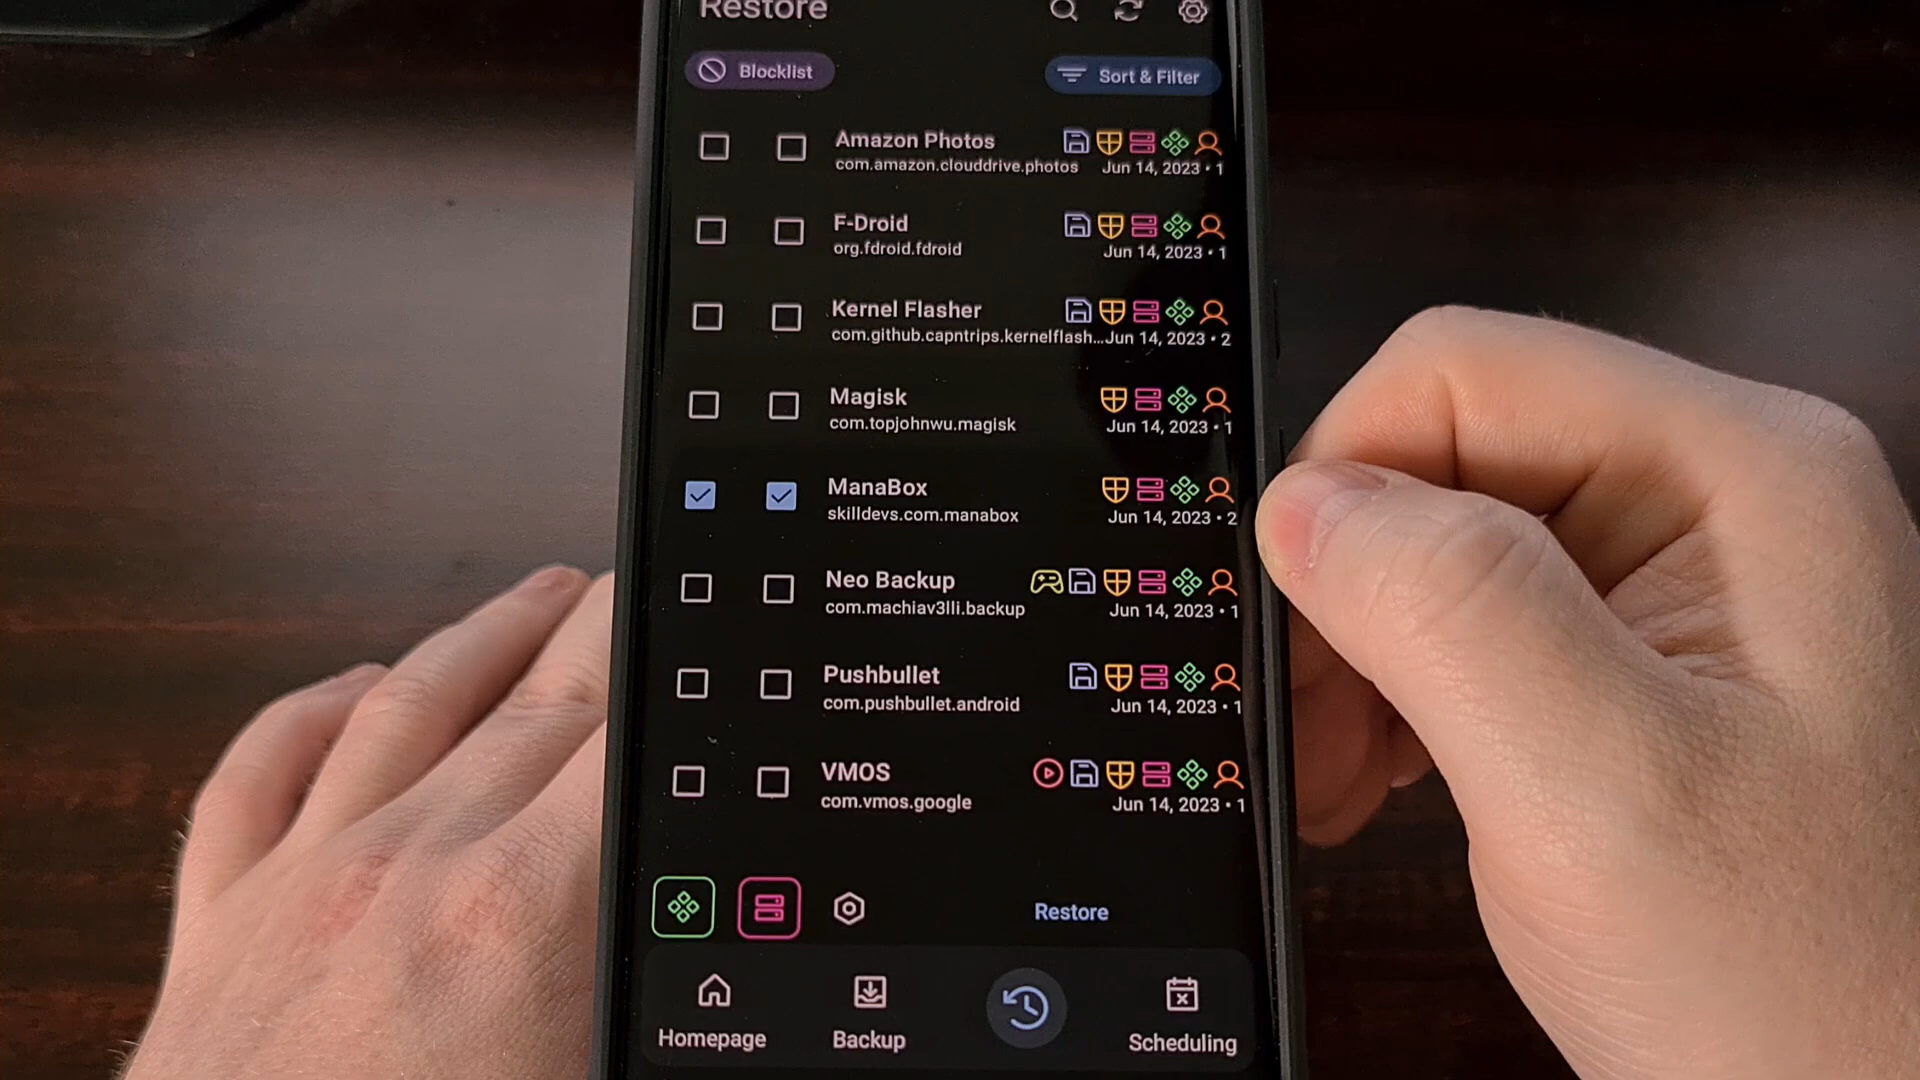 Restore
Blocklist
Sort & Filter
Amazon Photos
com.amazon.clouddrive.photos
Jun 14, 2023 • 1
F-Droid
org.fdroid.fdroid
Jun 14, 2023 • 1
Kernel Flasher
com.github.capntrips.kernelflash...
Jun 14, 2023 • 2
Magisk
com.topjohnwu.magisk
Jun 14, 2023 • 1
ManaBox
skilldevs.com.manabox
Jun 14, 2023 • 2
Neo Backup
com.machiav3lli.backup
Jun 14, 2023 • 1
Pushbullet
com.pushbullet.android
Jun 14, 2023 • 1
VMOS
com.vmos.google
Jun 14, 2023 • 1
Restore
Homepage
Backup
Scheduling